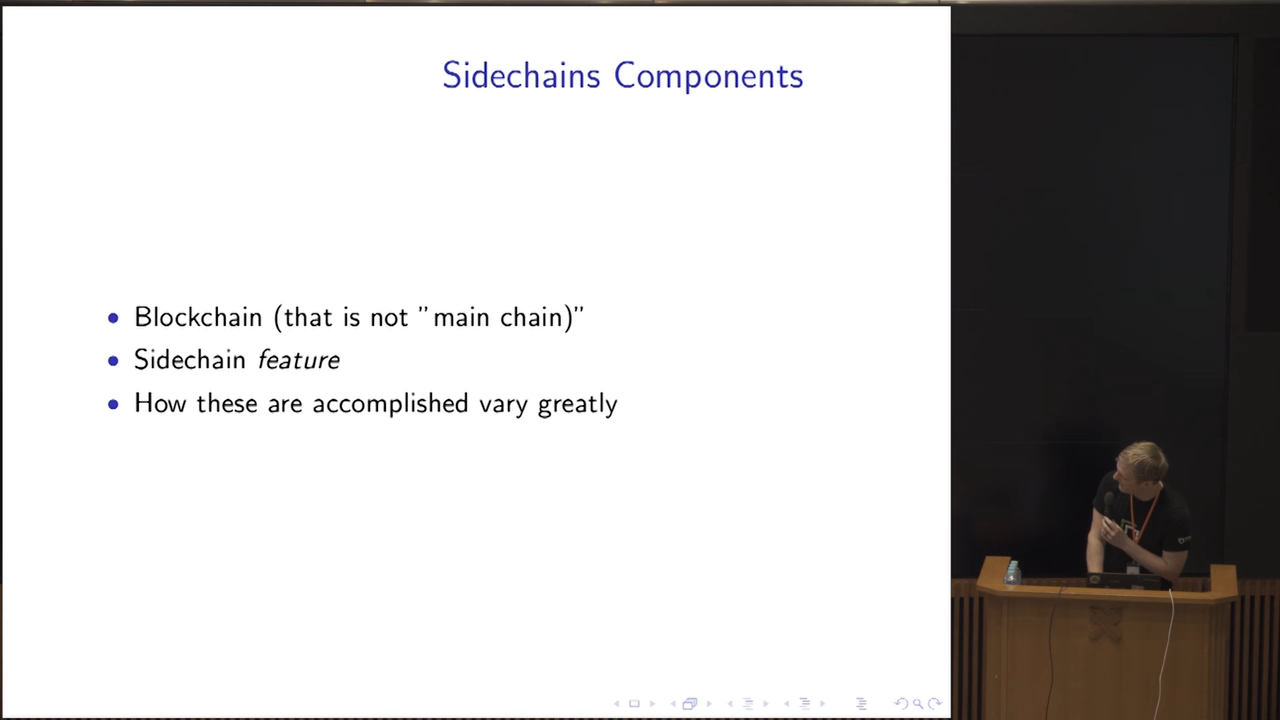 Sidechains Components
Blockchain (that is not "main chain)"
Sidechain feature
How these are accomplished vary greatly